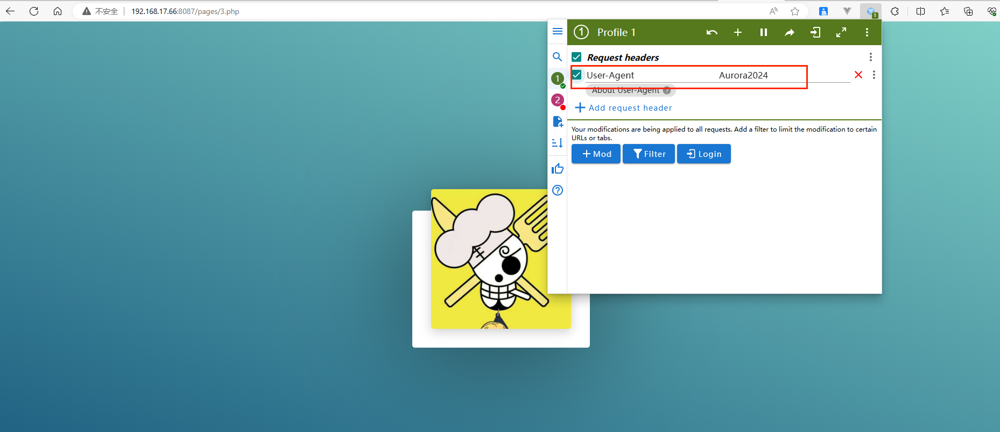 不安全 192.168.17.66:8087/pages/3.php
1
1 Profile 1
Request headers
1
User-Agent Aurora2024
About User-Agent ?
2
Add request header
Your modifications are being applied to all requests. Add a filter to limit the modification to certain
URLs or tabs.
Mod Filter Login